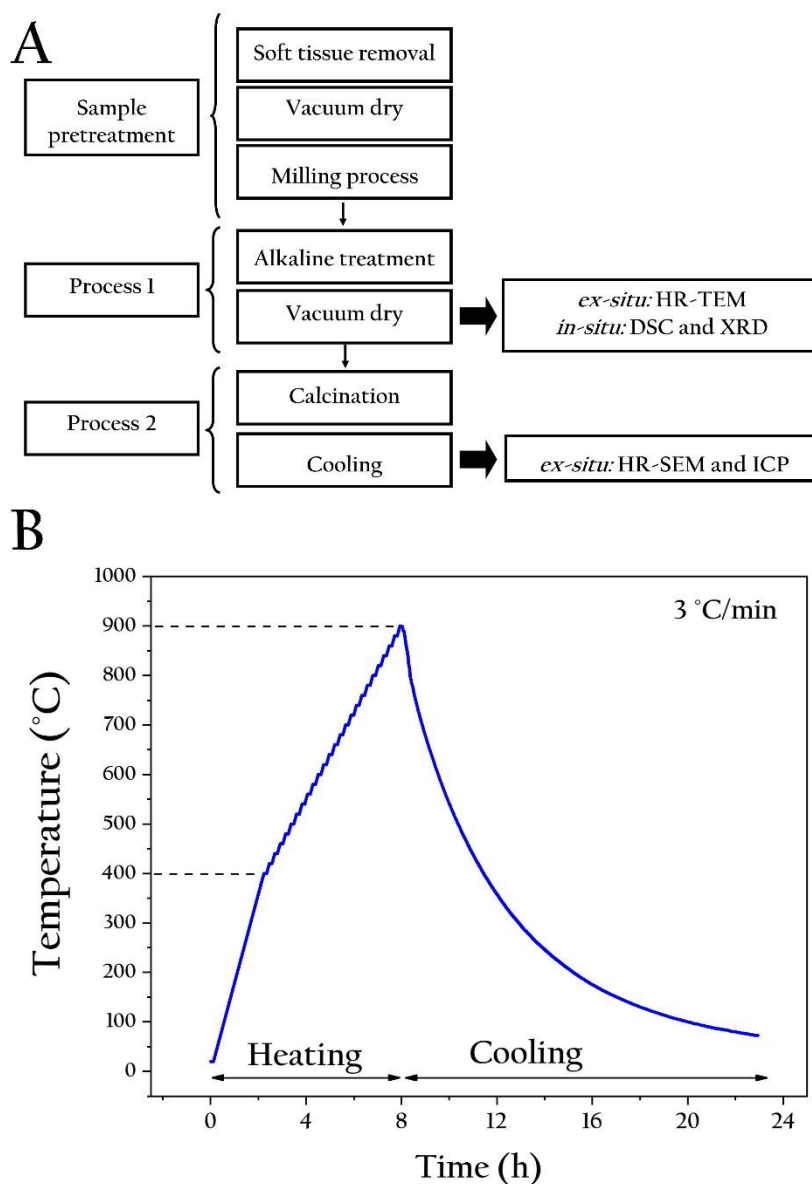 A
Soft tissue removal
Sample
pretreatment
Vacuum dry
Milling process
Alkaline treatment
Process 1
Vacuum dry
ex-situ: HR-TEM
in-situ: DSC and XRD
Calcination
Process 2
Cooling
ex-situ: HR-SEM and ICP
B
1000
900
800
700
600
500
400
300
200
100
0
Temperature (°C)
3 °C/min
Heating
Cooling
0 4 8 12 16 20 24
Time (h)